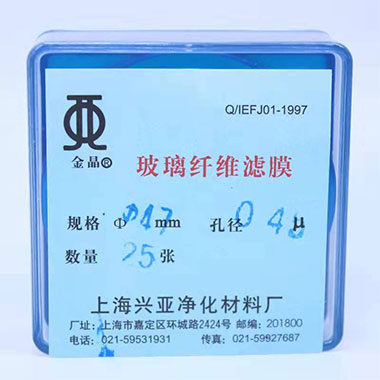 Q/IEFJ01-1997
金晶®
玻璃纤维滤膜
规格 Φ 47 mm 孔径 0.45 μ
数量 25 张
上海兴亚净化材料厂
厂址：上海市嘉定区环城路2424号 邮编：201800
电话：021-59531931 传真：021-59927687